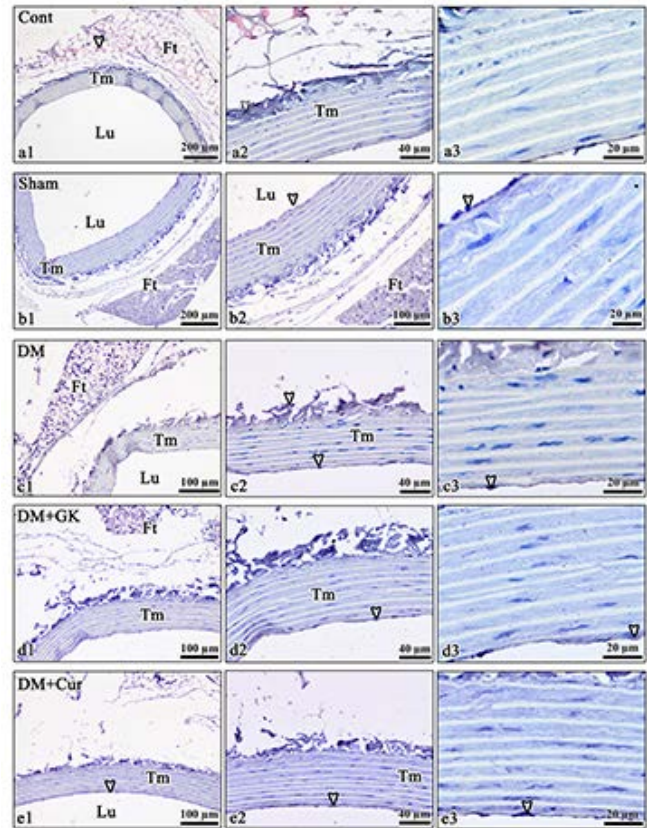 Cont
Ft
Tm
Lu
a1
200 µm
Tm
a2
40 µm
a3
20 µm
Sham
Lu
Tm
Ft
b1
200 µm
Lu
Tm
Ft
b2
100 µm
b3
20 µm
DM
Ft
Tm
Lu
c1
100 µm
Tm
c2
40 µm
c3
20 µm
DM+GK
Ft
Tm
d1
100 µm
Tm
d2
40 µm
d3
20 µm
DM+Cur
Tm
Lu
e1
100 µm
Tm
e2
40 µm
e3
20 µm